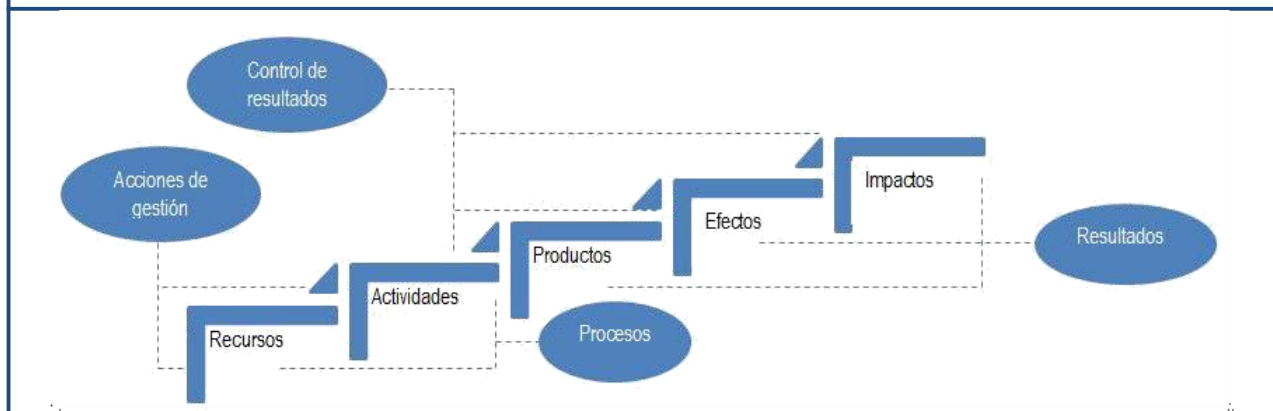 Control de
resultados
Acciones de
gestión
Impactos
Efectos
Resultados
Productos
Actividades
Procesos
Recursos